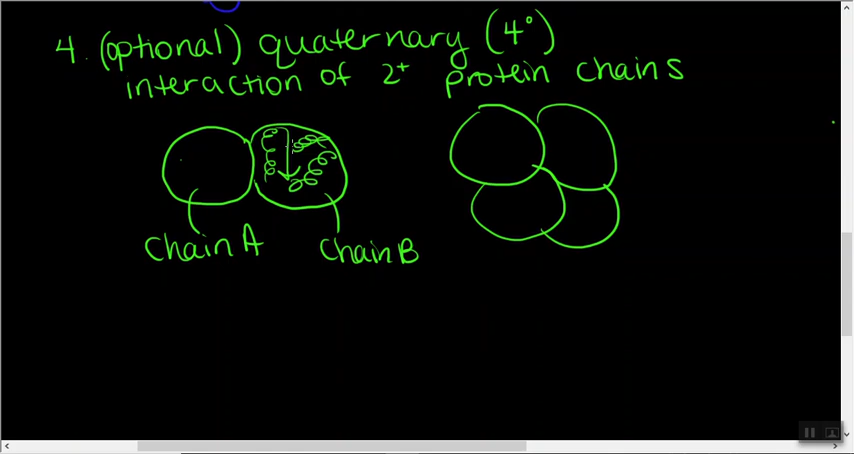 4. (optional) quaternary (4°)
interaction of 2+ protein chains
Chain A
Chain B